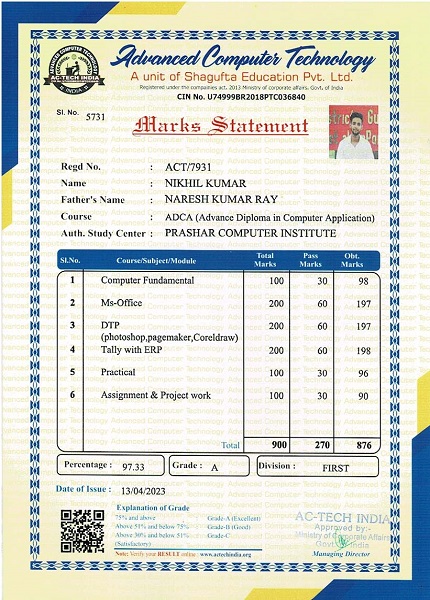 ADVANCED COMPUTER TECHNOLOGY
AC-TECH INDIA
INDIA
Advanced Computer Technology
A unit of Shagufta Education Pvt. Ltd.
Registered under the companies act, 2013 Ministry of corporate affairs, Govt. of India
CIN No. U74999BR2018PTC036840
Sl. No. 5731
Marks Statement
Regd No. : ACT/7931
Name : NIKHIL KUMAR
Father's Name : NARESH KUMAR RAY
Course : ADCA (Advance Diploma in Computer Application)
Auth. Study Center : PRASHAR COMPUTER INSTITUTE
Sl.No. Course/Subject/Module Total Marks Pass Marks Obt. Marks
1 Computer Fundamental 100 30 98
2 Ms-Office 200 60 197
3 DTP (photoshop,pagemaker,Coreldraw) 200 60 197
4 Tally with ERP 200 60 198
5 Practical 100 30 96
6 Assignment & Project work 100 30 90
Total 900 270 876
Percentage : 97.33 Grade : A Division : FIRST
Date of Issue : 13/04/2023
Explanation of Grade
75% and above Grade-A (Excellent)
Above 51% and below 75% Grade-B (Good)
Above 30% and below 51% Grade-C
(Satisfactory)
Note: Verify your RESULT online www.actechindia.org
AC-TECH INDIA
Approved by:-
Ministry of Corporate Affairs
Govt. of India
Managing Director